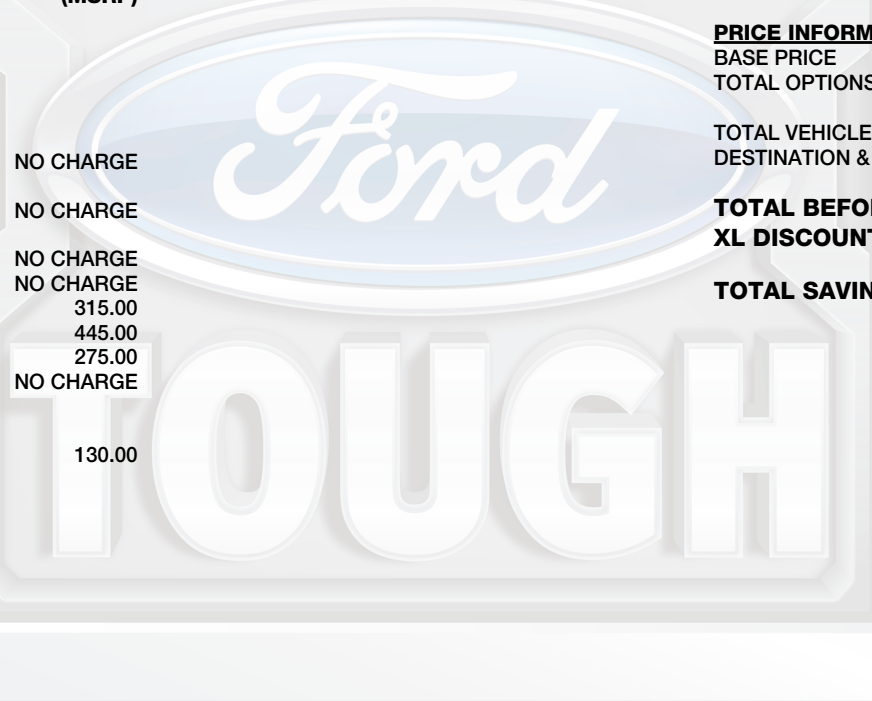 (MSRP)
NO CHARGE
NO CHARGE
NO CHARGE
NO CHARGE
315.00
445.00
275.00
NO CHARGE
130.00
PRICE INFORM
BASE PRICE
TOTAL OPTIONS
TOTAL VEHICLE
DESTINATION &
TOTAL BEFO
XL DISCOUNT
TOTAL SAVIN
Ford
TOUGH